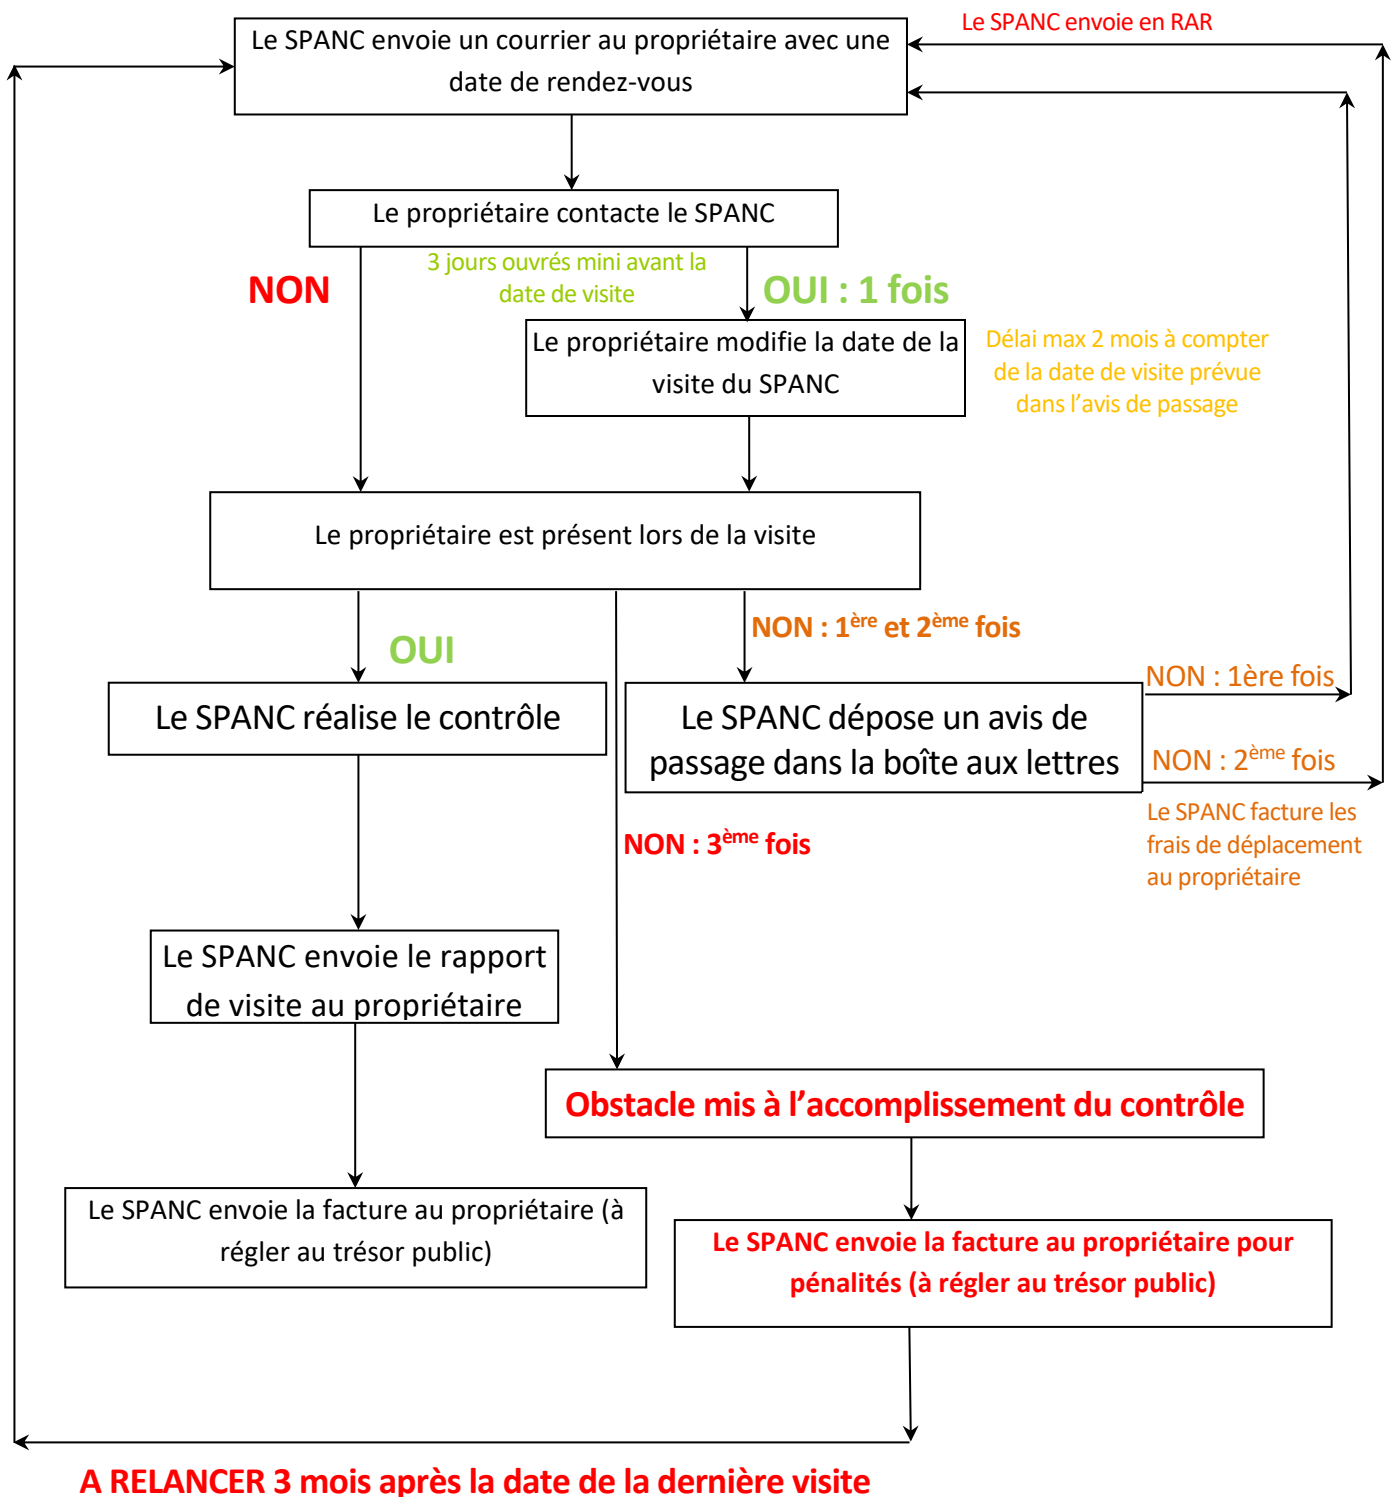 Le SPANC envoie en RAR
Le SPANC envoie un courrier au propriétaire avec une
date de rendez-vous
Le propriétaire contacte le SPANC
3 jours ouvrés mini avant la
date de visite
NON
OUI : 1 fois
Le propriétaire modifie la date de la
visite du SPANC
Délai max 2 mois à compter
de la date de visite prévue
dans l’avis de passage
Le propriétaire est présent lors de la visite
OUI
NON : 1ère et 2ème fois
Le SPANC réalise le contrôle
Le SPANC dépose un avis de
passage dans la boîte aux lettres
NON : 1ère fois
NON : 2ème fois
Le SPANC facture les
frais de déplacement
au propriétaire
NON : 3ème fois
Le SPANC envoie le rapport
de visite au propriétaire
Obstacle mis à l’accomplissement du contrôle
Le SPANC envoie la facture au propriétaire (à
régler au trésor public)
Le SPANC envoie la facture au propriétaire pour
pénalités (à régler au trésor public)
A RELANCER 3 mois après la date de la dernière visite